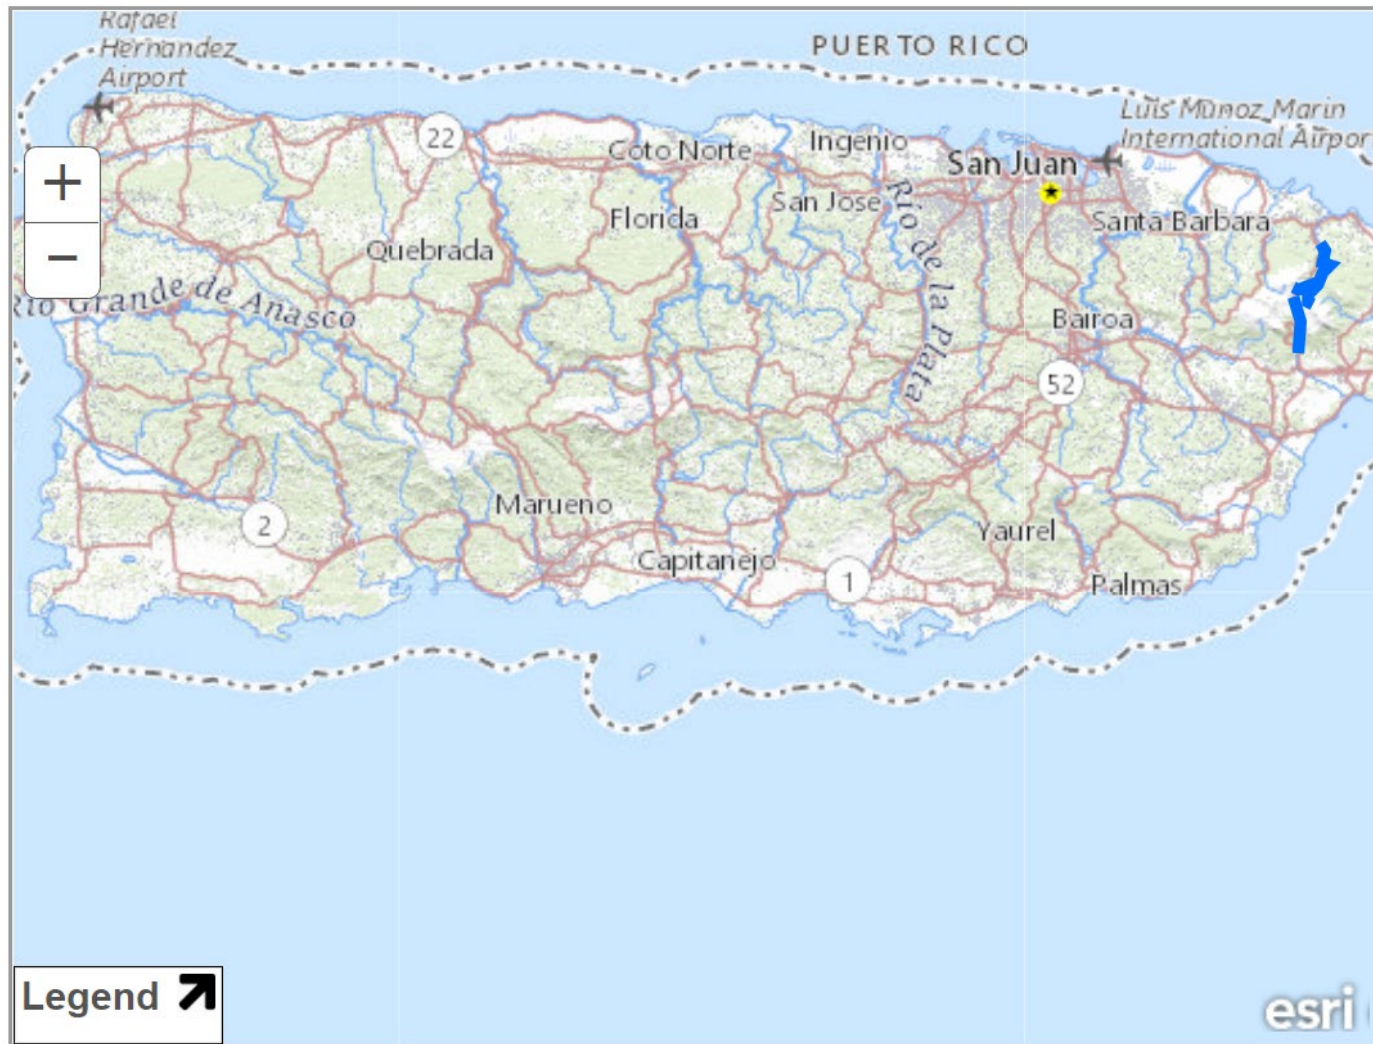 Rafael
Hernandez
Airport
PUERTO RICO
Luis Munoz Marin
International Airport
22
Coto Norte
Ingenio
San Juan
+
San Jose
Florida
Santa Barbara
Quebrada
−
Rio Grande de Anasco
Rio de la Plata
Bairoa
52
Marueno
2
Yaurel
Capitanejo
1
Palmas
Legend
esri